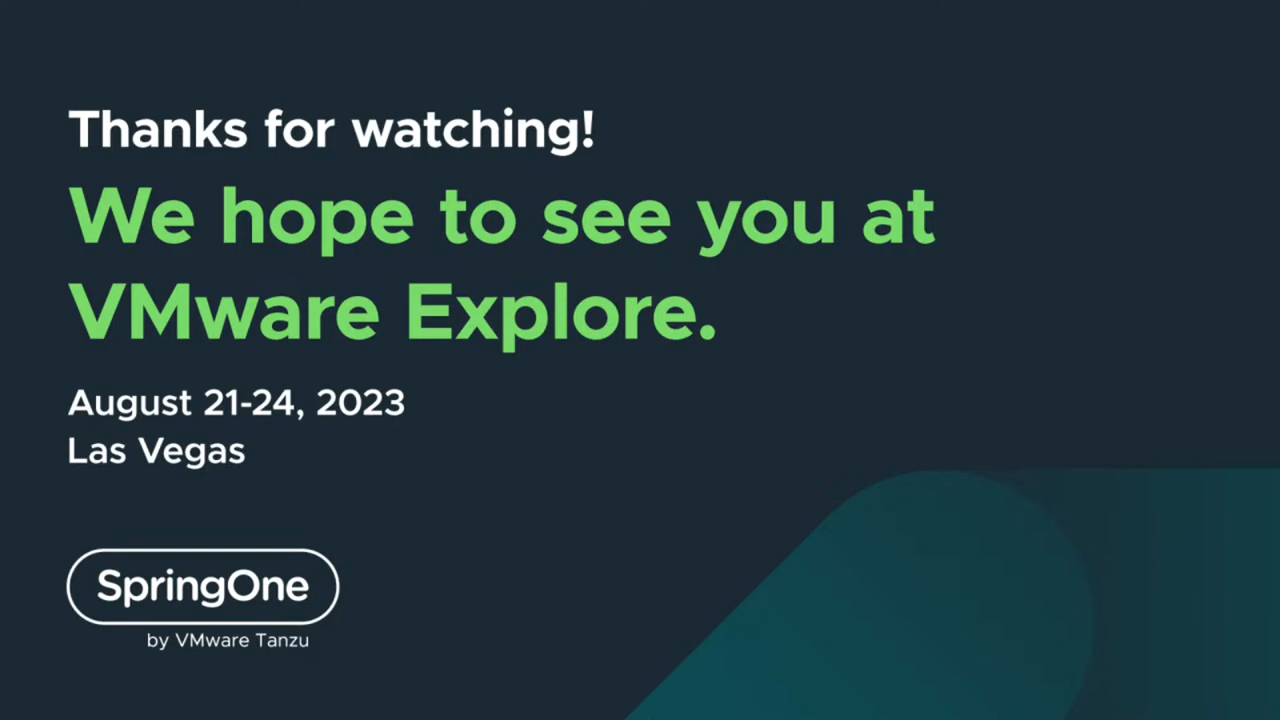 Thanks for watching!
We hope to see you at
VMware Explore.
August 21-24, 2023
Las Vegas
SpringOne
by VMware Tanzu